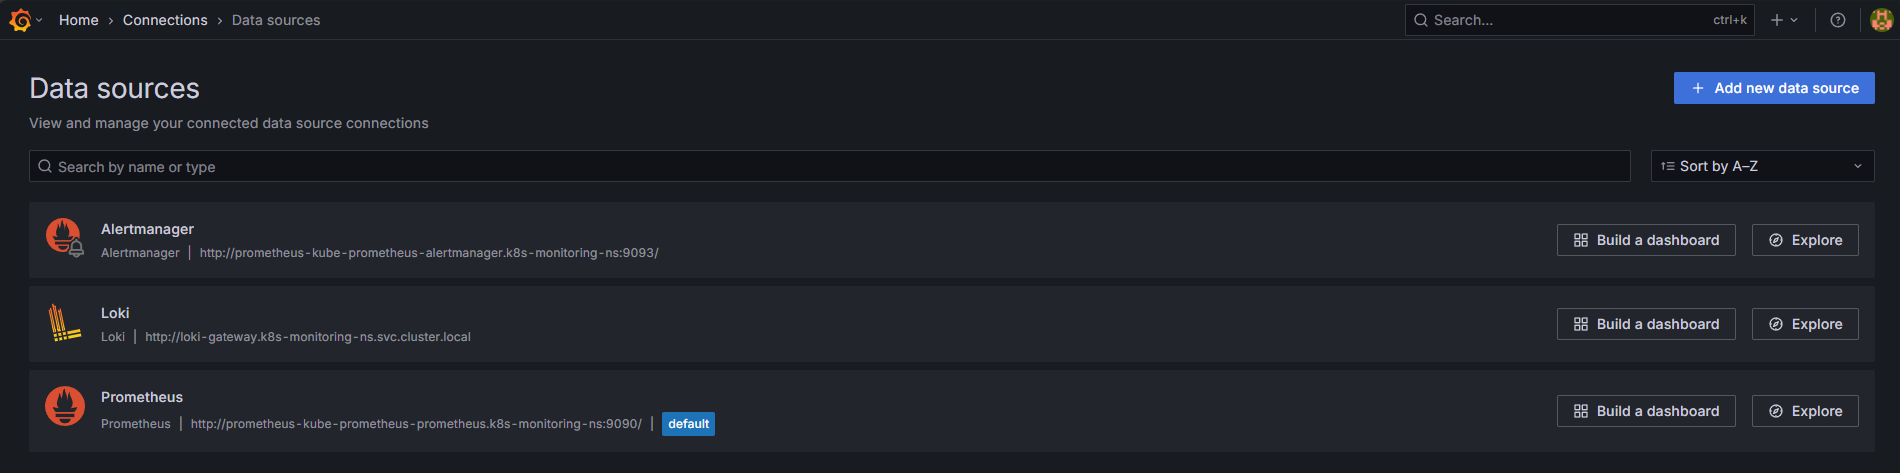 Home › Connections › Data sources
Search...
ctrl+k
Data sources
Add new data source
View and manage your connected data source connections
Search by name or type
Sort by A–Z
Alertmanager
Alertmanager | http://prometheus-kube-prometheus-alertmanager.k8s-monitoring-ns:9093/
Build a dashboard
Explore
Loki
Loki | http://loki-gateway.k8s-monitoring-ns.svc.cluster.local
Build a dashboard
Explore
Prometheus
Prometheus | http://prometheus-kube-prometheus-prometheus.k8s-monitoring-ns:9090/ | default
Build a dashboard
Explore